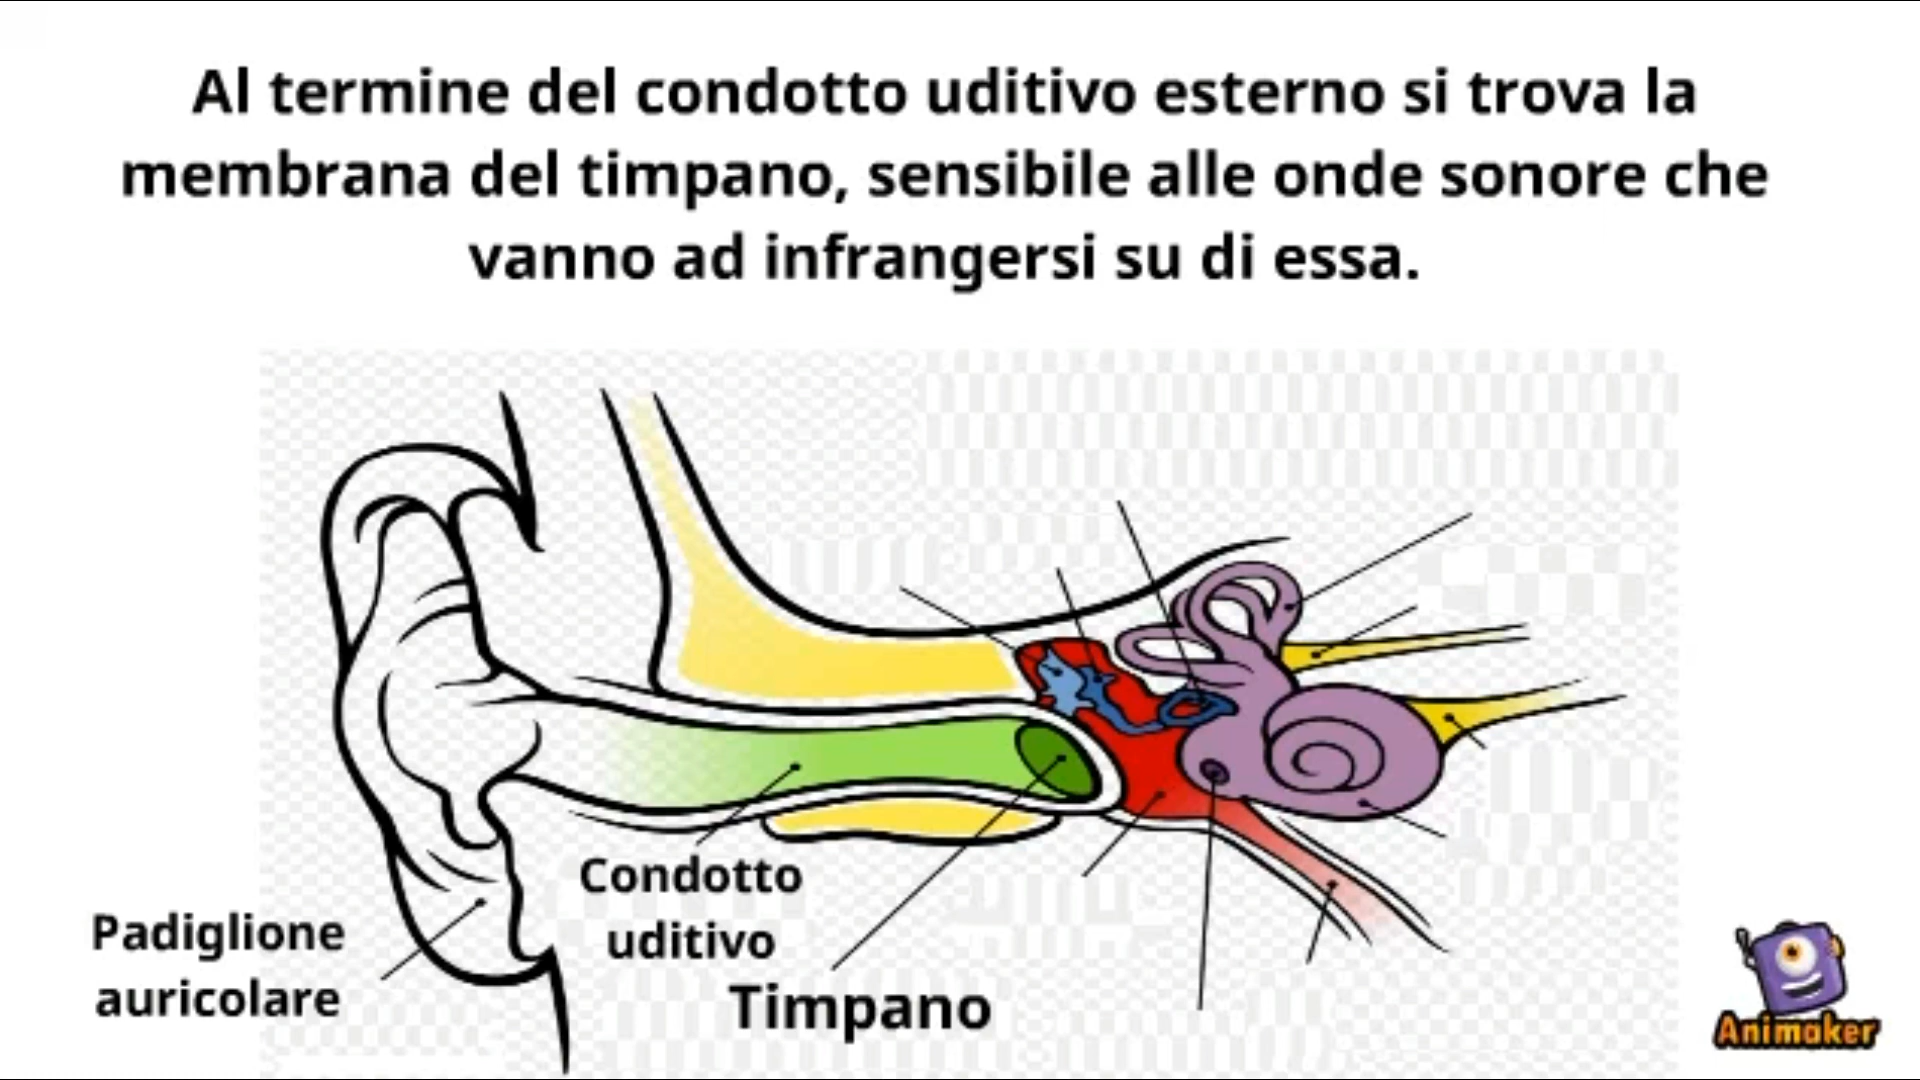 Al termine del condotto uditivo esterno si trova la
membrana del timpano, sensibile alle onde sonore che
vanno ad infrangersi su di essa.
Condotto
uditivo
Padiglione
auricolare
Timpano
Animaker